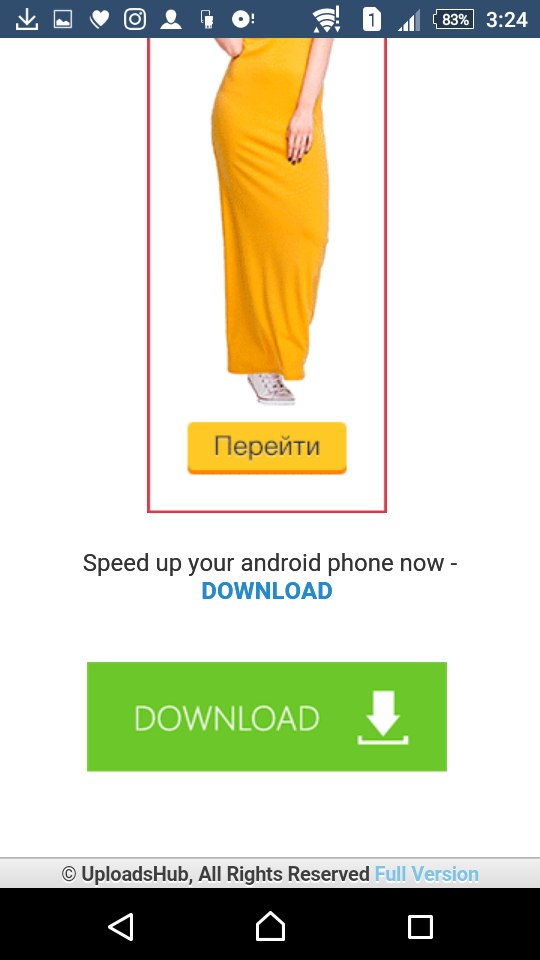 1 83% 3:24
Перейти
Speed up your android phone now -
DOWNLOAD
DOWNLOAD
© UploadsHub, All Rights Reserved Full Version